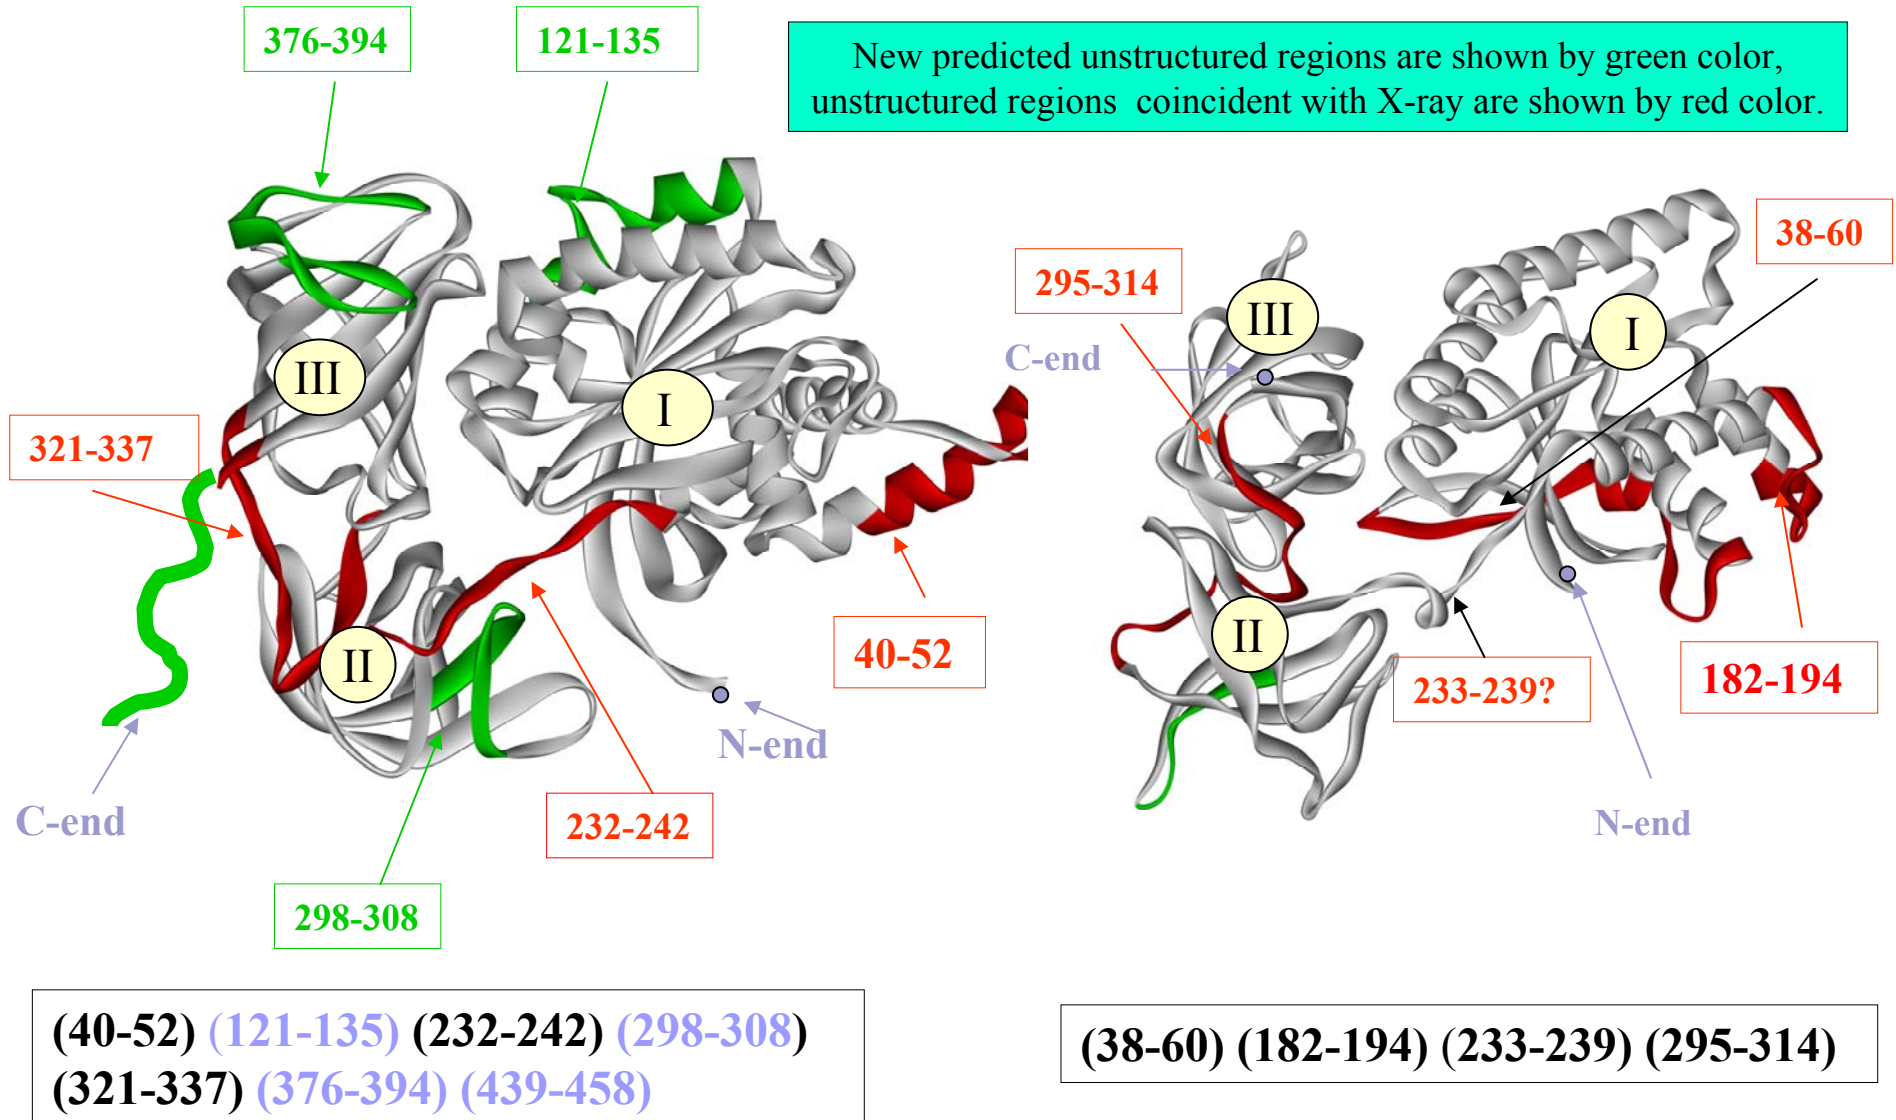 376-394
121-135
New predicted unstructured regions are shown by green color,
unstructured regions coincident with X-ray are shown by red color.
38-60
295-314
III
I
C-end
III
I
321-337
40-52
II
II
233-239?
182-194
N-end
C-end
232-242
N-end
298-308
(40-52) (121-135) (232-242) (298-308)
(321-337) (376-394) (439-458)
(38-60) (182-194) (233-239) (295-314)